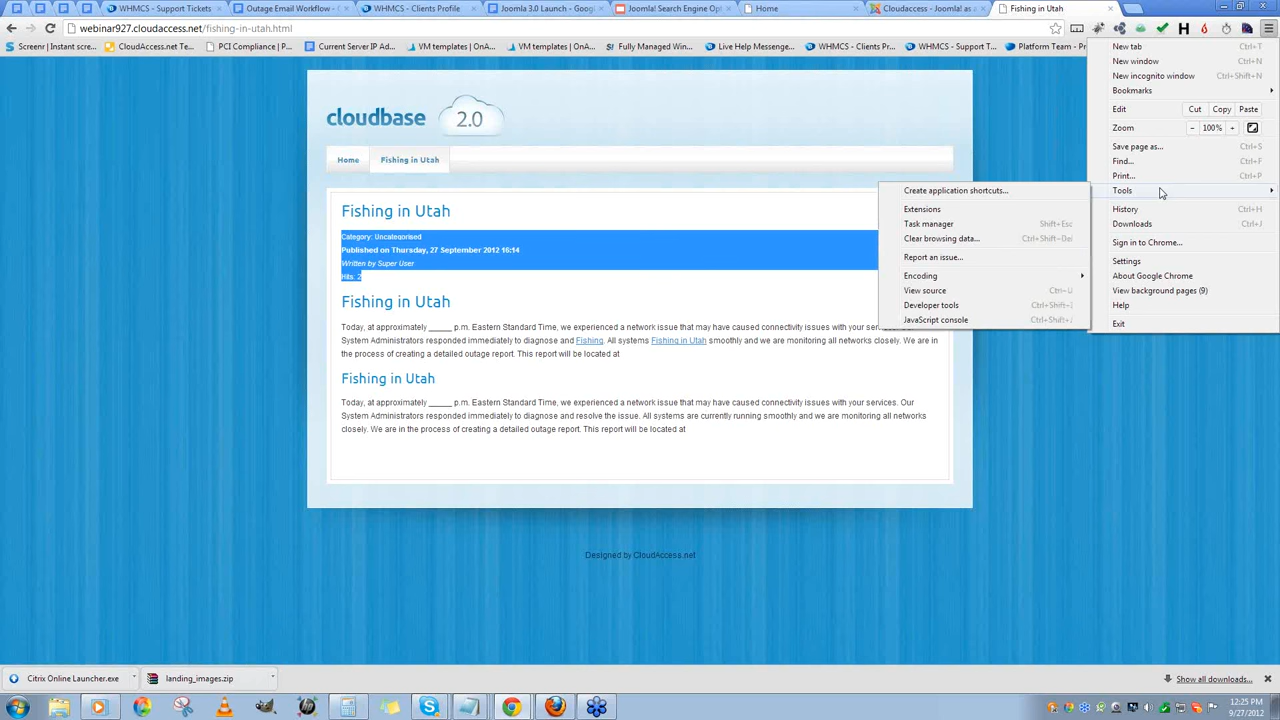 WHMCS - Support Tickets
Outage Email Workflow -
WHMCS - Clients Profile
Joomla 3.0 Launch - Goog
Joomla! Search Engine Opt
Home
Cloudaccess - Joomla! as a
Fishing in Utah
webinar927.cloudaccess.net/fishing-in-utah.html
Screenr | Instant scree...
CloudAccess.net Team
PCI Compliance | Pr...
Current Server IP Ad...
VM templates | OnA...
VM templates | OnA...
Fully Managed Win...
Live Help Messenge...
WHMCS - Clients Pr...
WHMCS - Support T...
Platform Team - Pro
New tab Ctrl+T
New window Ctrl+N
New incognito window Ctrl+Shift+N
Bookmarks
Edit Cut Copy Paste
Zoom - 100% +
Save page as... Ctrl+S
Find... Ctrl+F
Print... Ctrl+P
Tools
History Ctrl+H
Downloads Ctrl+J
Sign in to Chrome...
Settings
About Google Chrome
View background pages (9)
Help
Exit
Create application shortcuts...
Extensions
Task manager Shift+Esc
Clear browsing data... Ctrl+Shift+Del
Report an issue...
Encoding
View source Ctrl+U
Developer tools Ctrl+Shift+I
JavaScript console Ctrl+Shift+J
cloudbase 2.0
Home Fishing in Utah
Fishing in Utah
Category: Uncategorised
Published on Thursday, 27 September 2012 16:14
Written by Super User
Hits: 2
Fishing in Utah
Today, at approximately _____ p.m. Eastern Standard Time, we experienced a network issue that may have caused connectivity issues with your
System Administrators responded immediately to diagnose and Fishing. All systems Fishing in Utah smoothly and we are monitoring all networks closely. We are in
the process of creating a detailed outage report. This report will be located at
Fishing in Utah
Today, at approximately _____ p.m. Eastern Standard Time, we experienced a network issue that may have caused connectivity issues with your services. Our
System Administrators responded immediately to diagnose and resolve the issue. All systems are currently running smoothly and we are monitoring all networks
closely. We are in the process of creating a detailed outage report. This report will be located at
Designed by CloudAccess.net
Citrix Online Launcher.exe
landing_images.zip
Show all downloads...
12:25 PM
9/27/2012